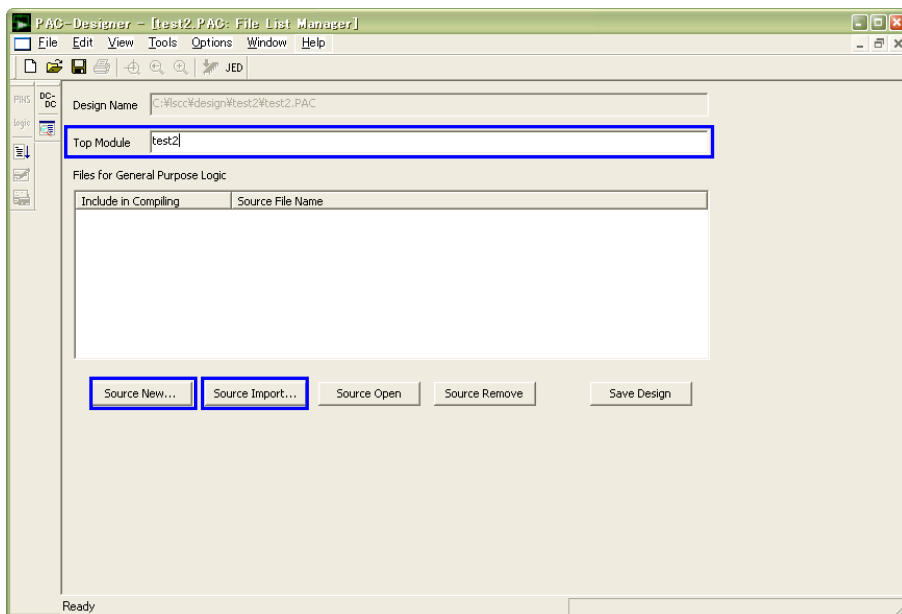 PAC-Designer - [test2.PAC: File List Manager]
File Edit View Tools Options Window Help
JED
PINS
DC-DC
logic
Design Name C:¥lscc¥design¥test2¥test2.PAC
Top Module test2
Files for General Purpose Logic
Include in Compiling Source File Name
Source New... Source Import... Source Open Source Remove Save Design
Ready